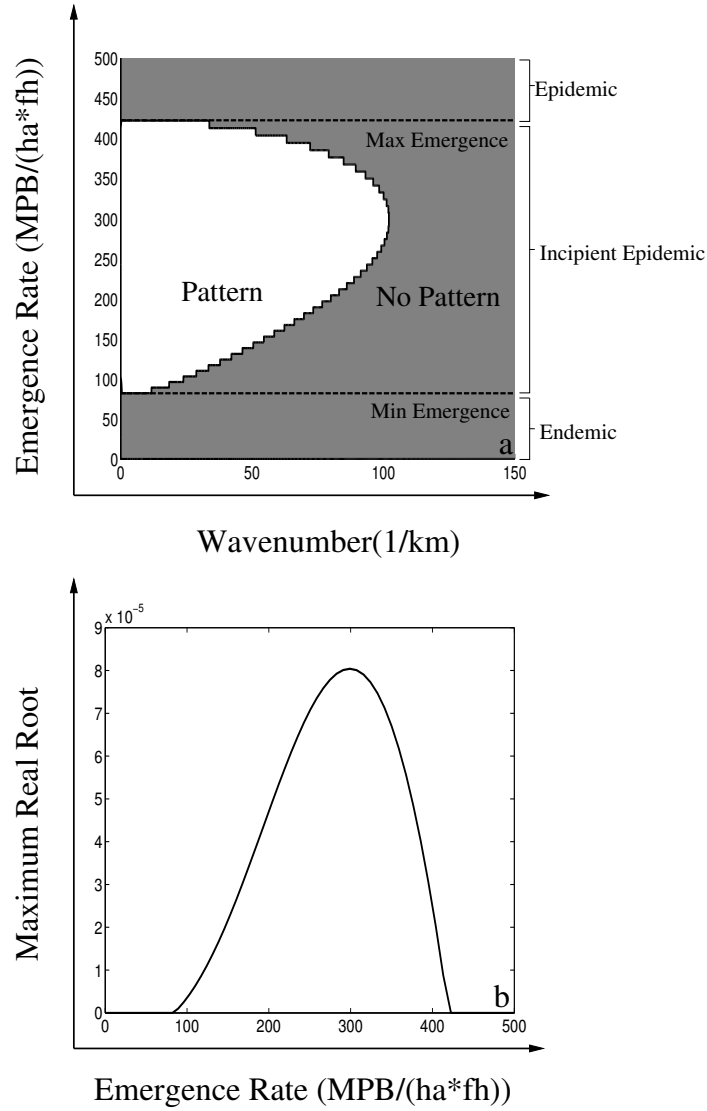 Emergence Rate (MPB/(ha*fh))
500
450
400
350
300
250
200
150
100
50
0
Max Emergence
Pattern
No Pattern
Min Emergence
a
Epidemic
Incipient Epidemic
Endemic
0
50
100
150
Wavenumber(1/km)
x 10⁻⁵
Maximum Real Root
9
8
7
6
5
4
3
2
1
0
b
0
100
200
300
400
500
Emergence Rate (MPB/(ha*fh))